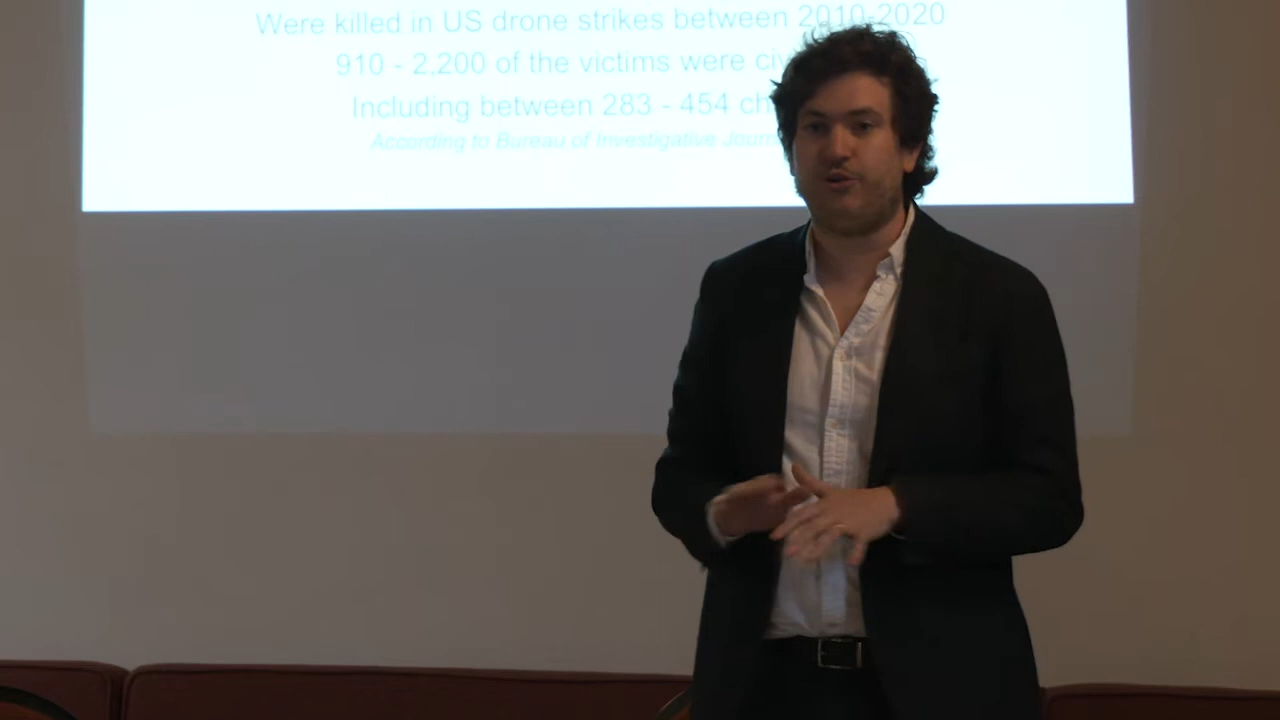 Were killed in US drone strikes between 2010-2020
910 - 2,200 of the victims were
Including between 283 - 454
According to Bureau of Investigative